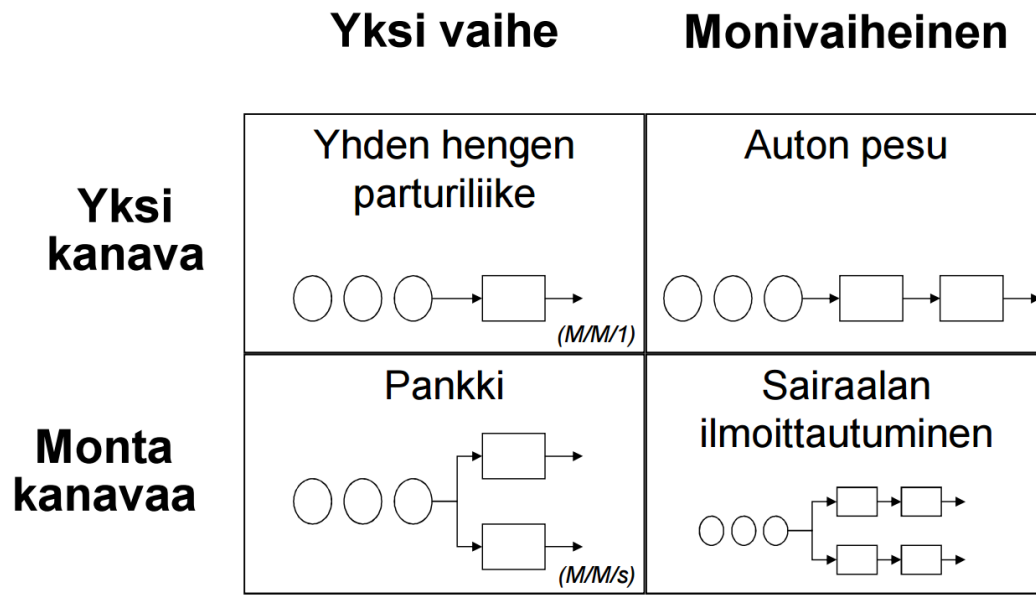 Yksi vaihe
Monivaiheinen
Yksi
kanava
Yhden hengen
parturiliike
(M/M/1)
Auton pesu
Monta
kanavaa
Pankki
(M/M/s)
Sairaalan
ilmoittautuminen